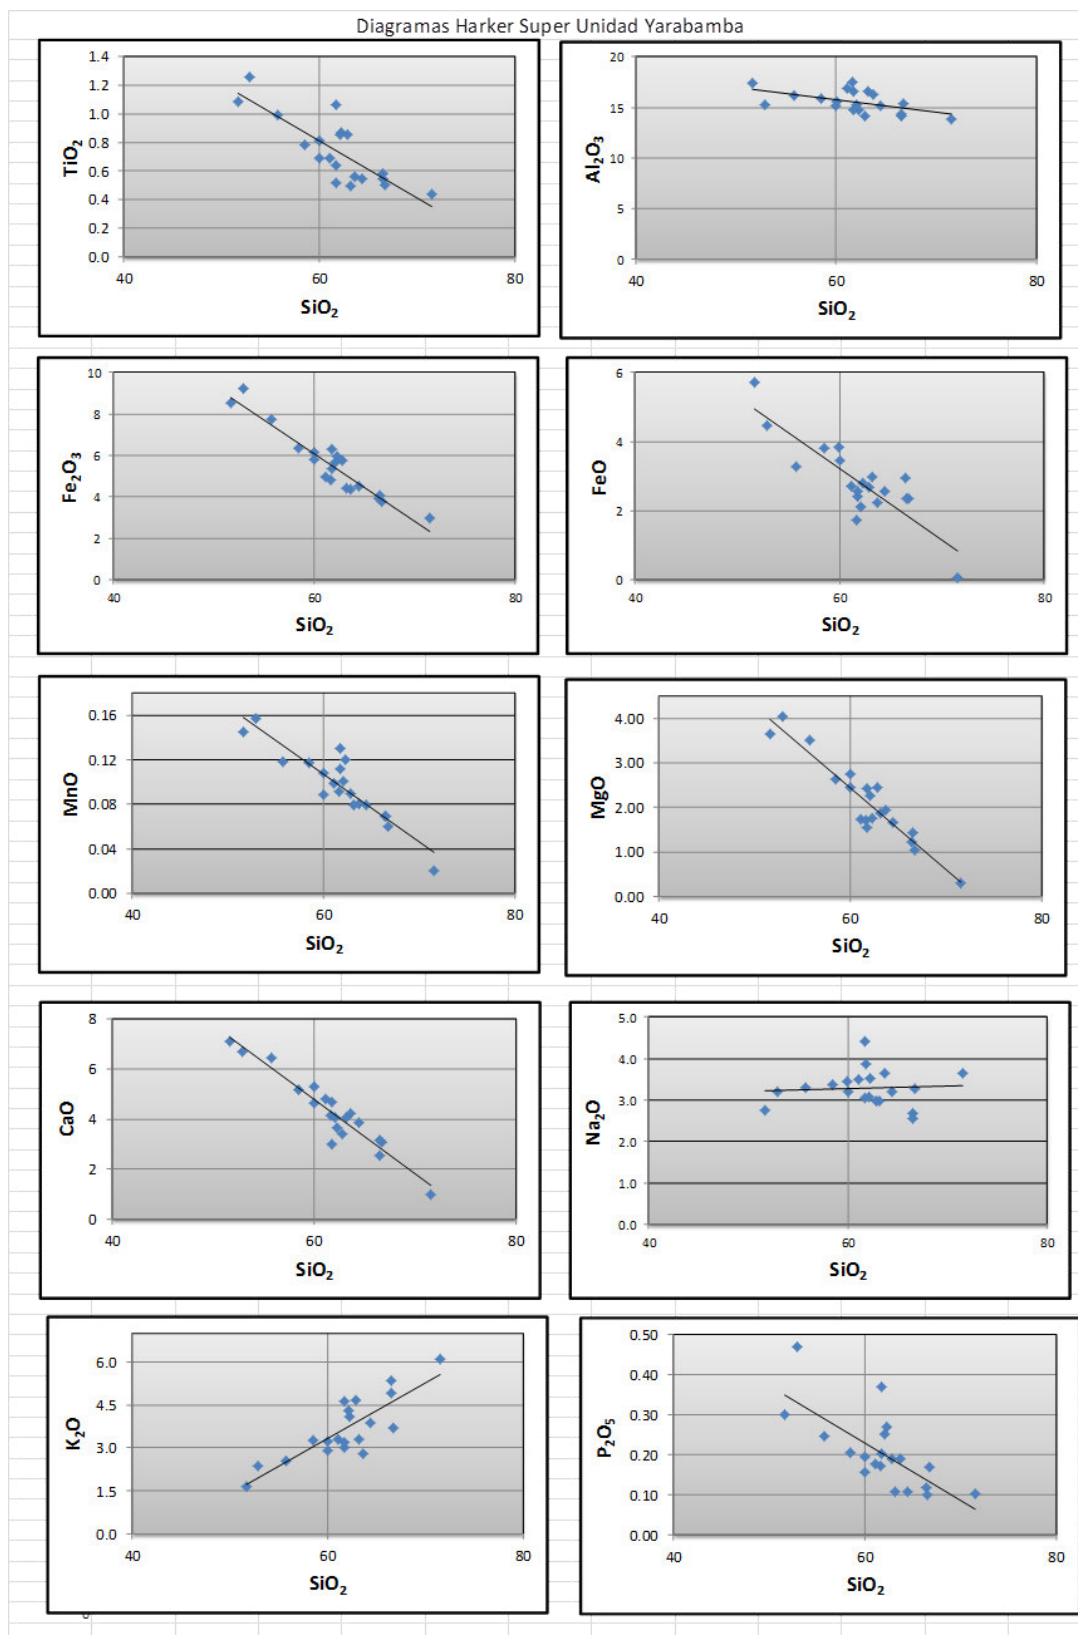 Diagramas Harker Super Unidad Yarabamba
1.4
1.2
1.0
0.8
0.6
0.4
0.2
0.0
TiO₂
40 60 80
SiO₂
20
15
10
5
0
Al₂O₃
40 60 80
SiO₂
10
8
6
4
2
0
Fe₂O₃
40 60 80
SiO₂
6
4
2
0
FeO
40 60 80
SiO₂
0.16
0.12
0.08
0.04
0.00
MnO
40 60 80
SiO₂
4.00
3.00
2.00
1.00
0.00
MgO
40 60 80
SiO₂
8
6
4
2
0
CaO
40 60 80
SiO₂
5.0
4.0
3.0
2.0
1.0
0.0
Na₂O
40 60 80
SiO₂
6.0
4.5
3.0
1.5
0.0
K₂O
40 60 80
SiO₂
0.50
0.40
0.30
0.20
0.10
0.00
P₂O₅
40 60 80
SiO₂